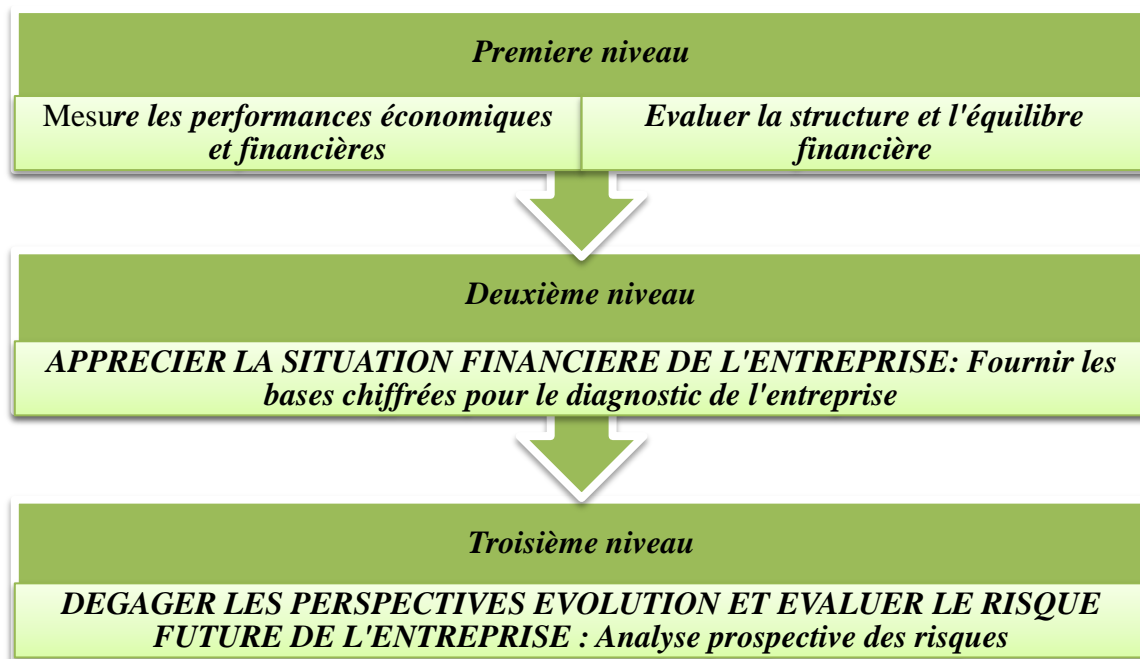 Premiere niveau
Mesure les performances économiques
et financières
Evaluer la structure et l'équilibre
financière
Deuxième niveau
APPRECIER LA SITUATION FINANCIERE DE L'ENTREPRISE: Fournir les
bases chiffrées pour le diagnostic de l'entreprise
Troisième niveau
DEGAGER LES PERSPECTIVES EVOLUTION ET EVALUER LE RISQUE
FUTURE DE L'ENTREPRISE : Analyse prospective des risques